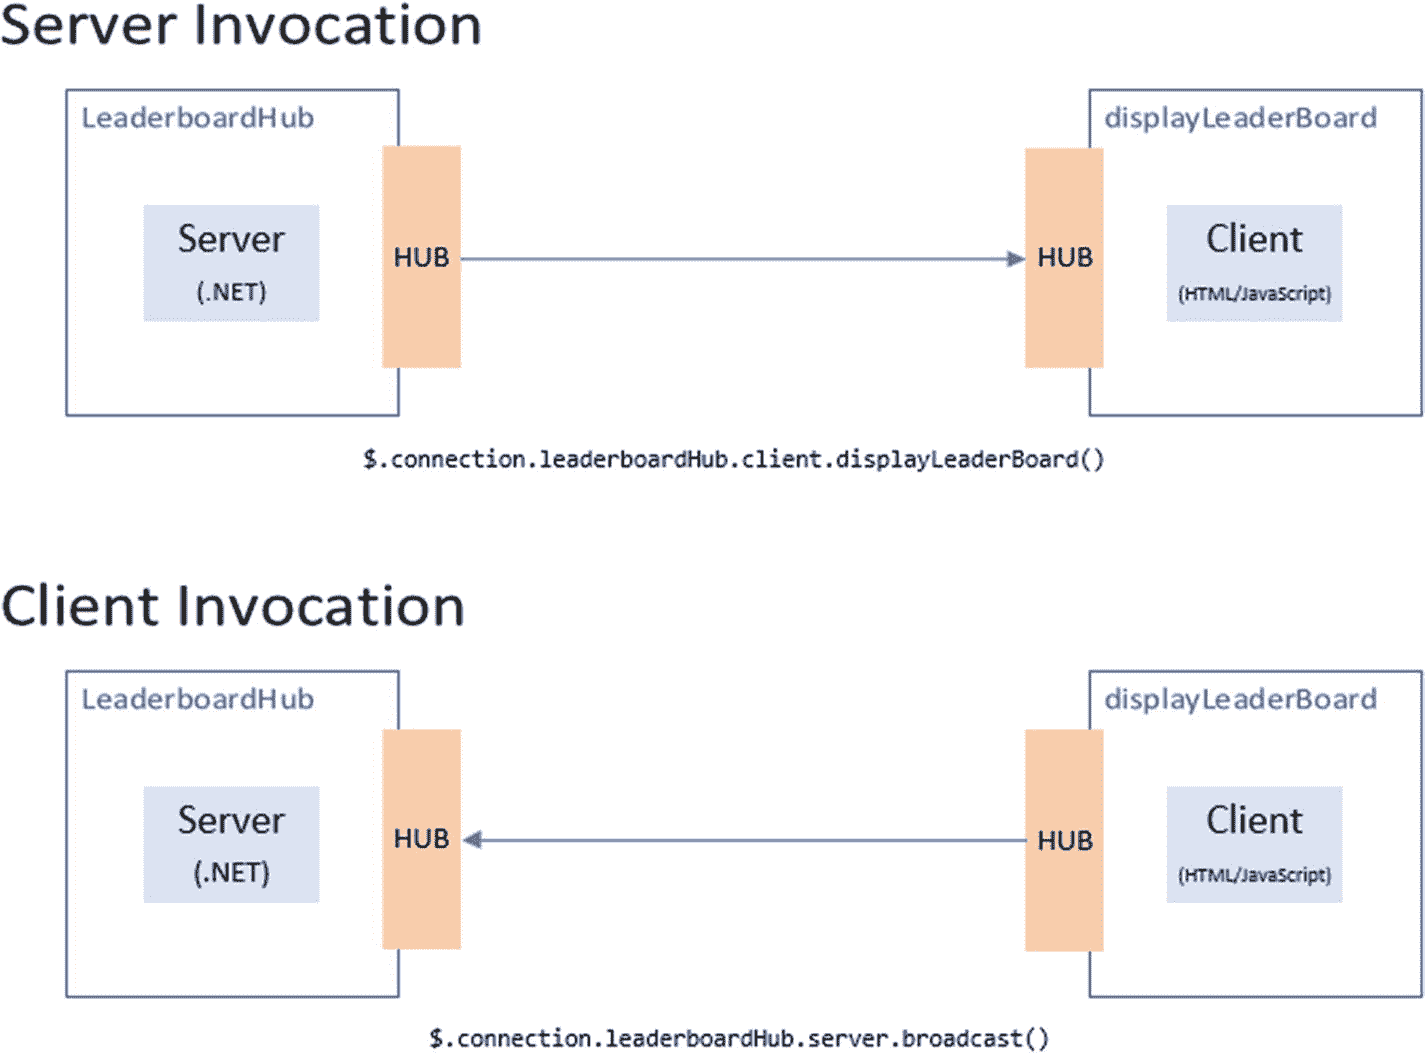 Server Invocation
LeaderboardHub
displayLeaderBoard
Server
(.NET)
HUB
HUB
Client
(HTML/JavaScript)
$.connection.leaderboardHub.client.displayLeaderBoard()
Client Invocation
LeaderboardHub
displayLeaderBoard
Server
(.NET)
HUB
HUB
Client
(HTML/JavaScript)
$.connection.leaderboardHub.server.broadcast()